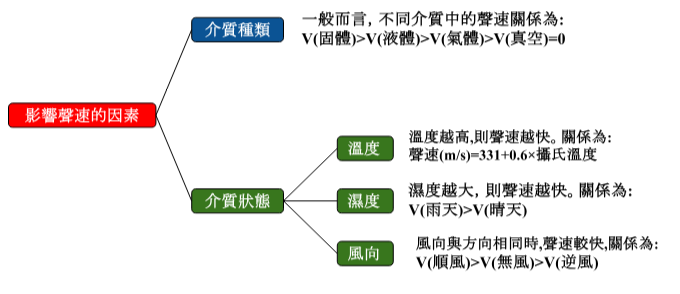 影響聲速的因素
介質種類
一般而言，不同介質中的聲速關係為:
V(固體)>V(液體)>V(氣體)>V(真空)=0
介質狀態
溫度
溫度越高,則聲速越快。關係為:
聲速(m/s)=331+0.6×攝氏溫度
濕度
濕度越大，則聲速越快。關係為:
V(雨天)>V(晴天)
風向
風向與方向相同時,聲速較快,關係為:
V(順風)>V(無風)>V(逆風)